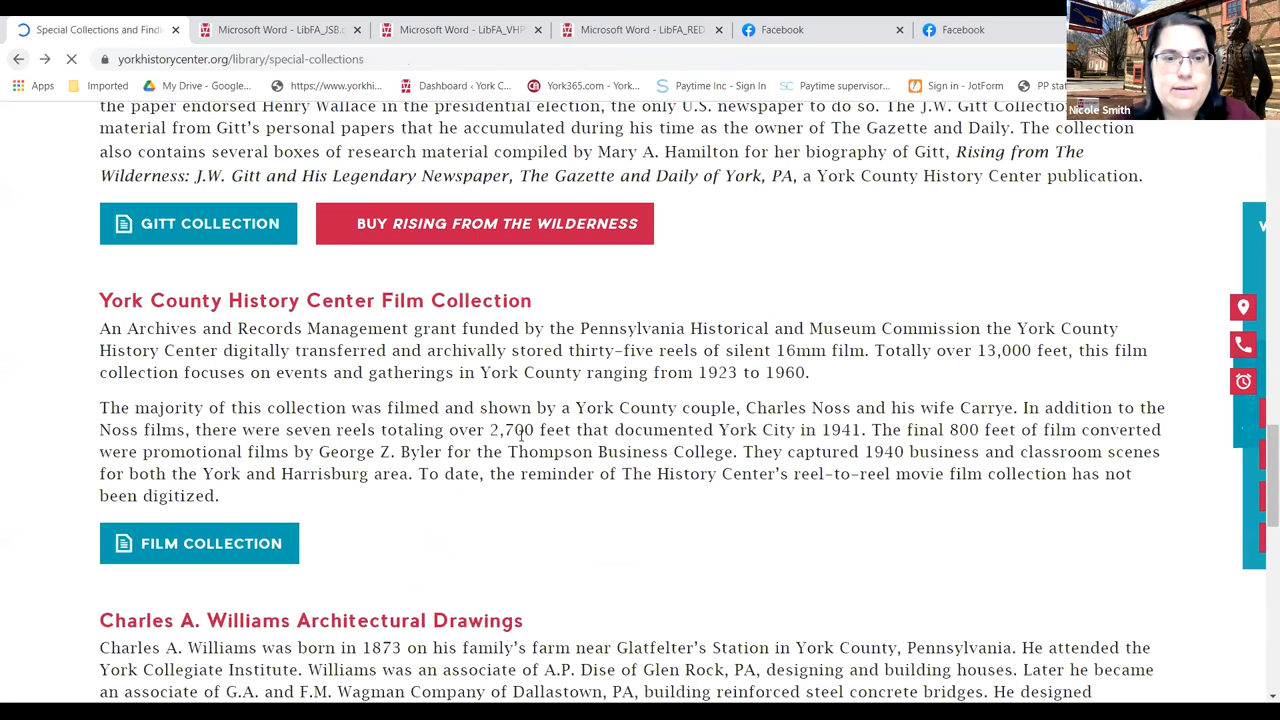 Special Collections and Findi
Microsoft Word - LibFA_JSB.
Microsoft Word - LibFA_VHP
Microsoft Word - LibFA_RED
Facebook
Facebook
yorkhistorycenter.org/library/special-collections
Apps
Imported
My Drive - Google...
https://www.yorkhi...
Dashboard ‹ York C...
York365.com - York...
Paytime Inc - Sign In
Paytime supervisor...
Sign in - JotForm
PP stat
Nicole Smith
the paper endorsed Henry Wallace in the presidential election, the only U.S. newspaper to do so. The J.W. Gitt Collection
material from Gitt's personal papers that he accumulated during his time as the owner of The Gazette and Daily. The collection
also contains several boxes of research material compiled by Mary A. Hamilton for her biography of Gitt, Rising from The
Wilderness: J.W. Gitt and His Legendary Newspaper, The Gazette and Daily of York, PA, a York County History Center publication.
GITT COLLECTION
BUY RISING FROM THE WILDERNESS
York County History Center Film Collection
An Archives and Records Management grant funded by the Pennsylvania Historical and Museum Commission the York County
History Center digitally transferred and archivally stored thirty-five reels of silent 16mm film. Totally over 13,000 feet, this film
collection focuses on events and gatherings in York County ranging from 1923 to 1960.
The majority of this collection was filmed and shown by a York County couple, Charles Noss and his wife Carrye. In addition to the
Noss films, there were seven reels totaling over 2,700 feet that documented York City in 1941. The final 800 feet of film converted
were promotional films by George Z. Byler for the Thompson Business College. They captured 1940 business and classroom scenes
for both the York and Harrisburg area. To date, the reminder of The History Center's reel-to-reel movie film collection has not
been digitized.
FILM COLLECTION
Charles A. Williams Architectural Drawings
Charles A. Williams was born in 1873 on his family's farm near Glatfelter's Station in York County, Pennsylvania. He attended the
York Collegiate Institute. Williams was an associate of A.P. Dise of Glen Rock, PA, designing and building houses. Later he became
an associate of G.A. and F.M. Wagman Company of Dallastown, PA, building reinforced steel concrete bridges. He designed